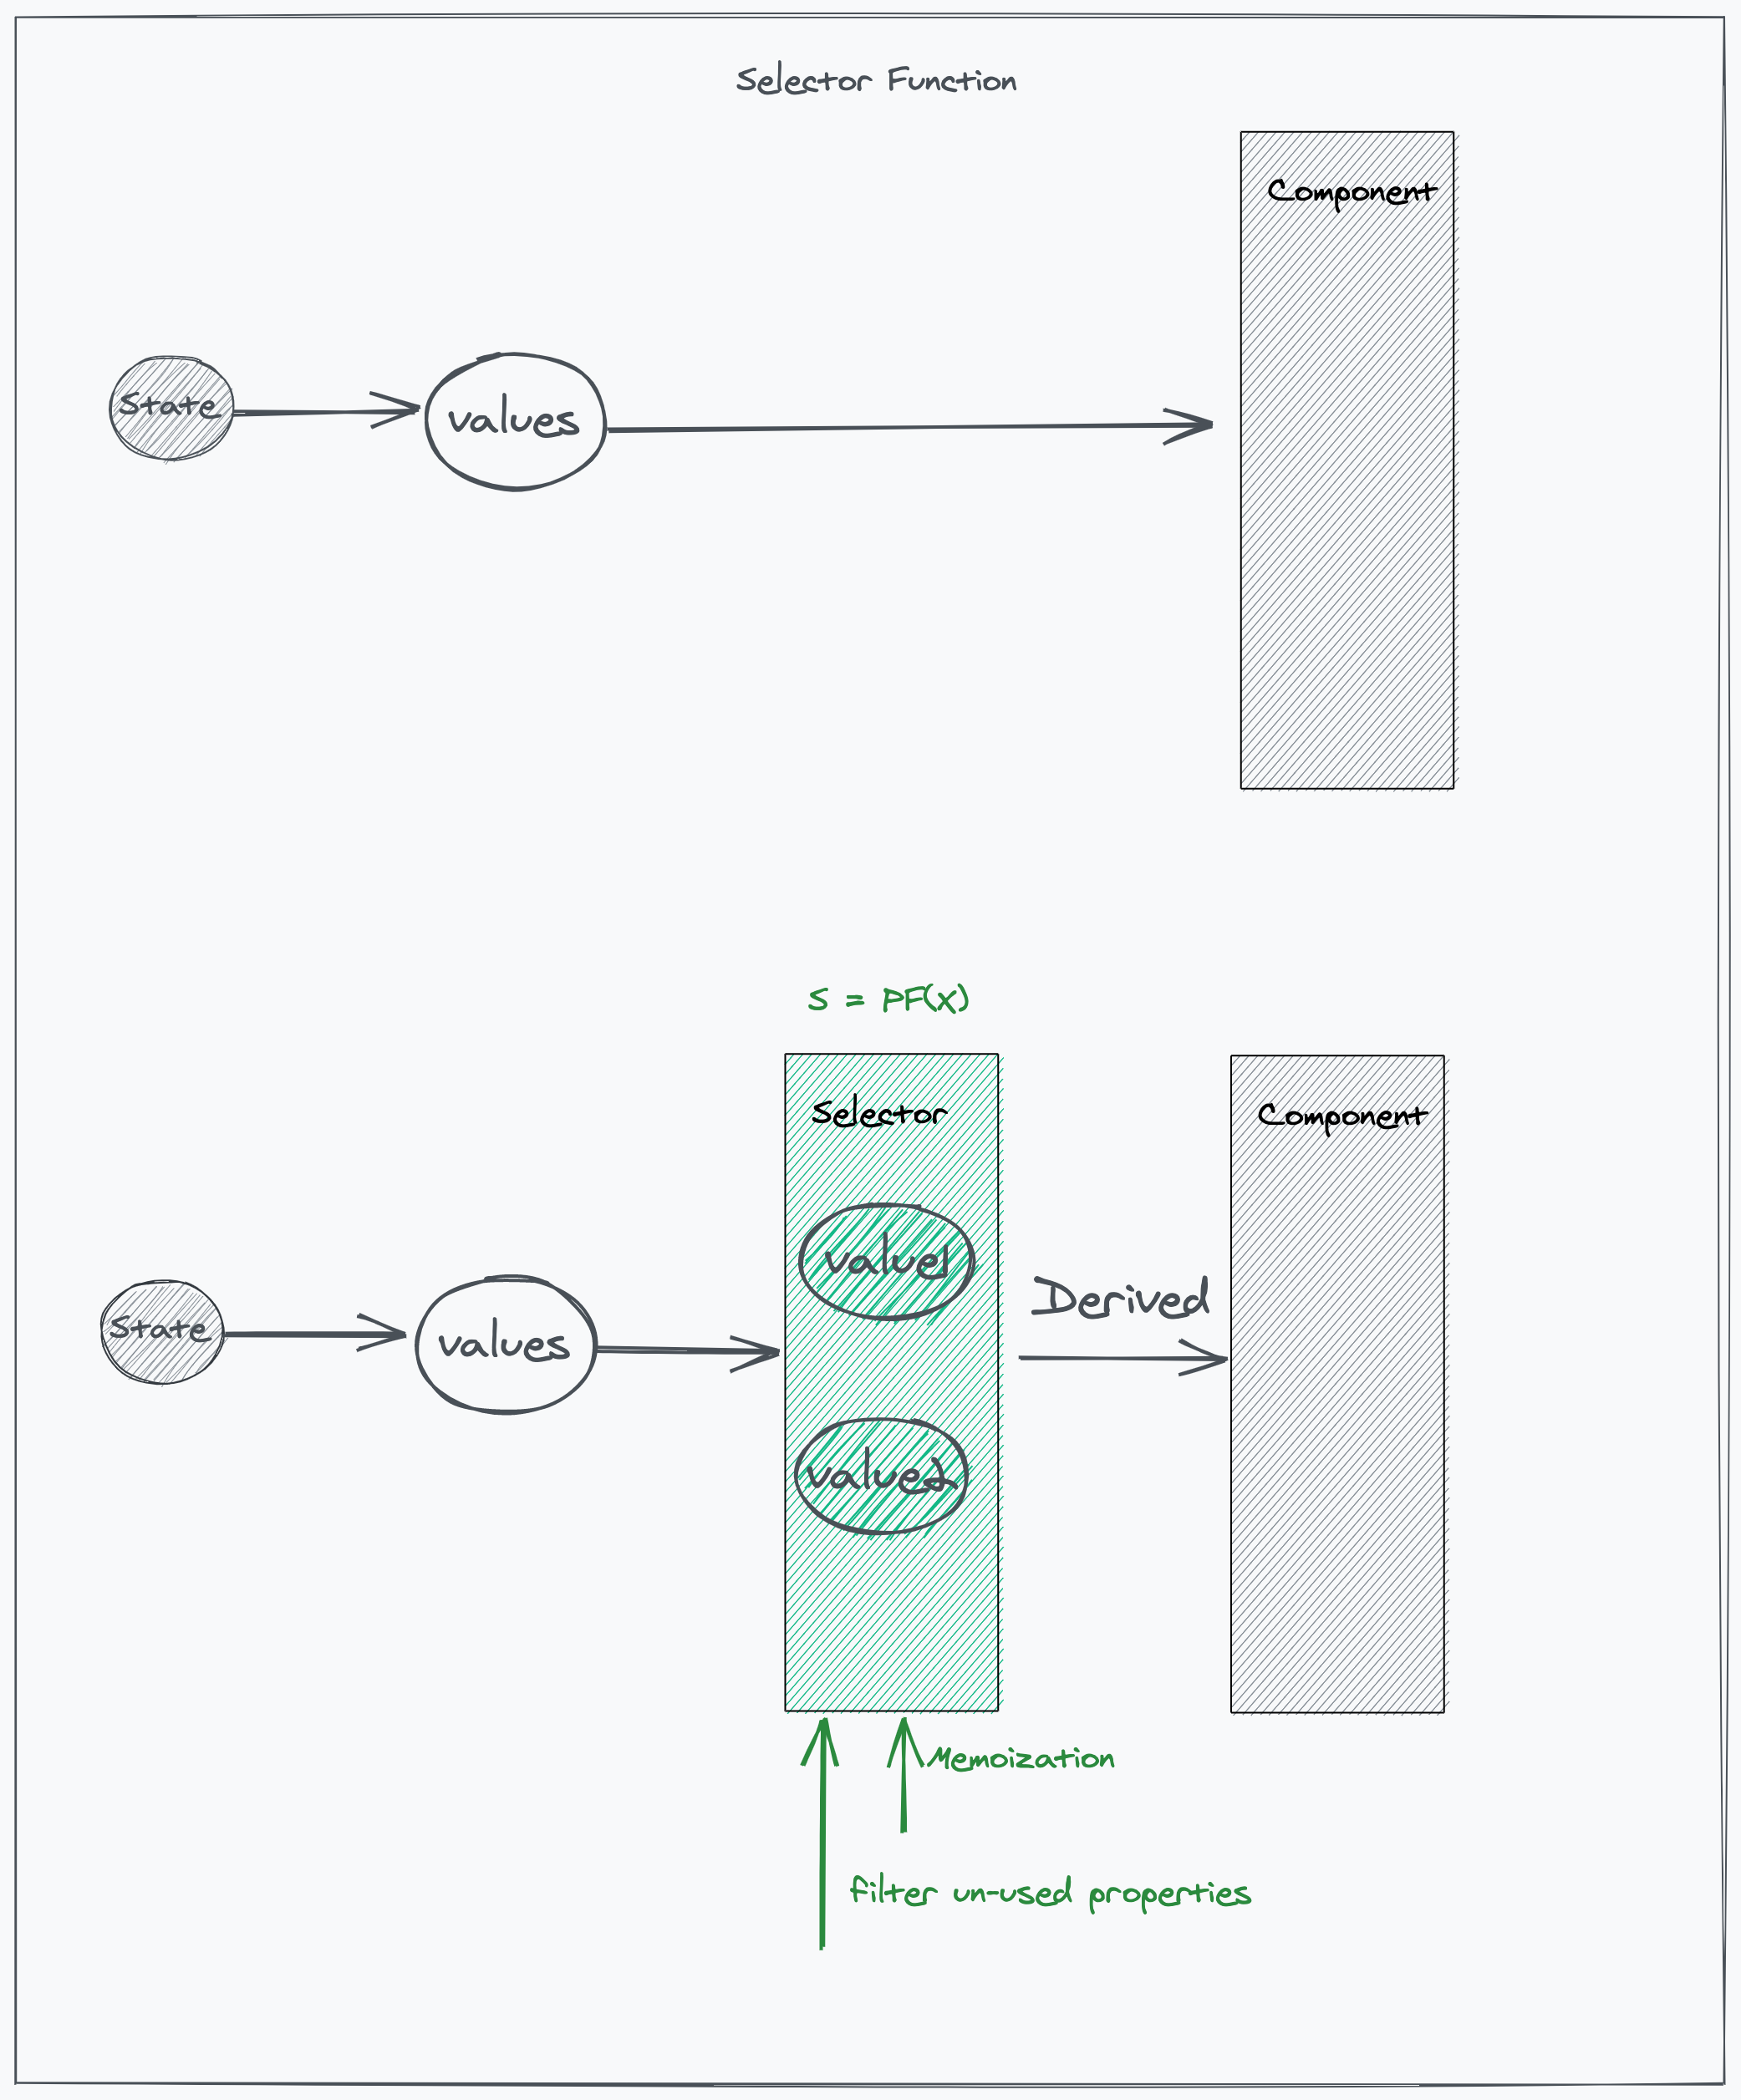 Selector Function
Component
State
values
S = PF(x)
Selector
Component
value1
Derived
State
values
value2
Memoization
filter un-used properties